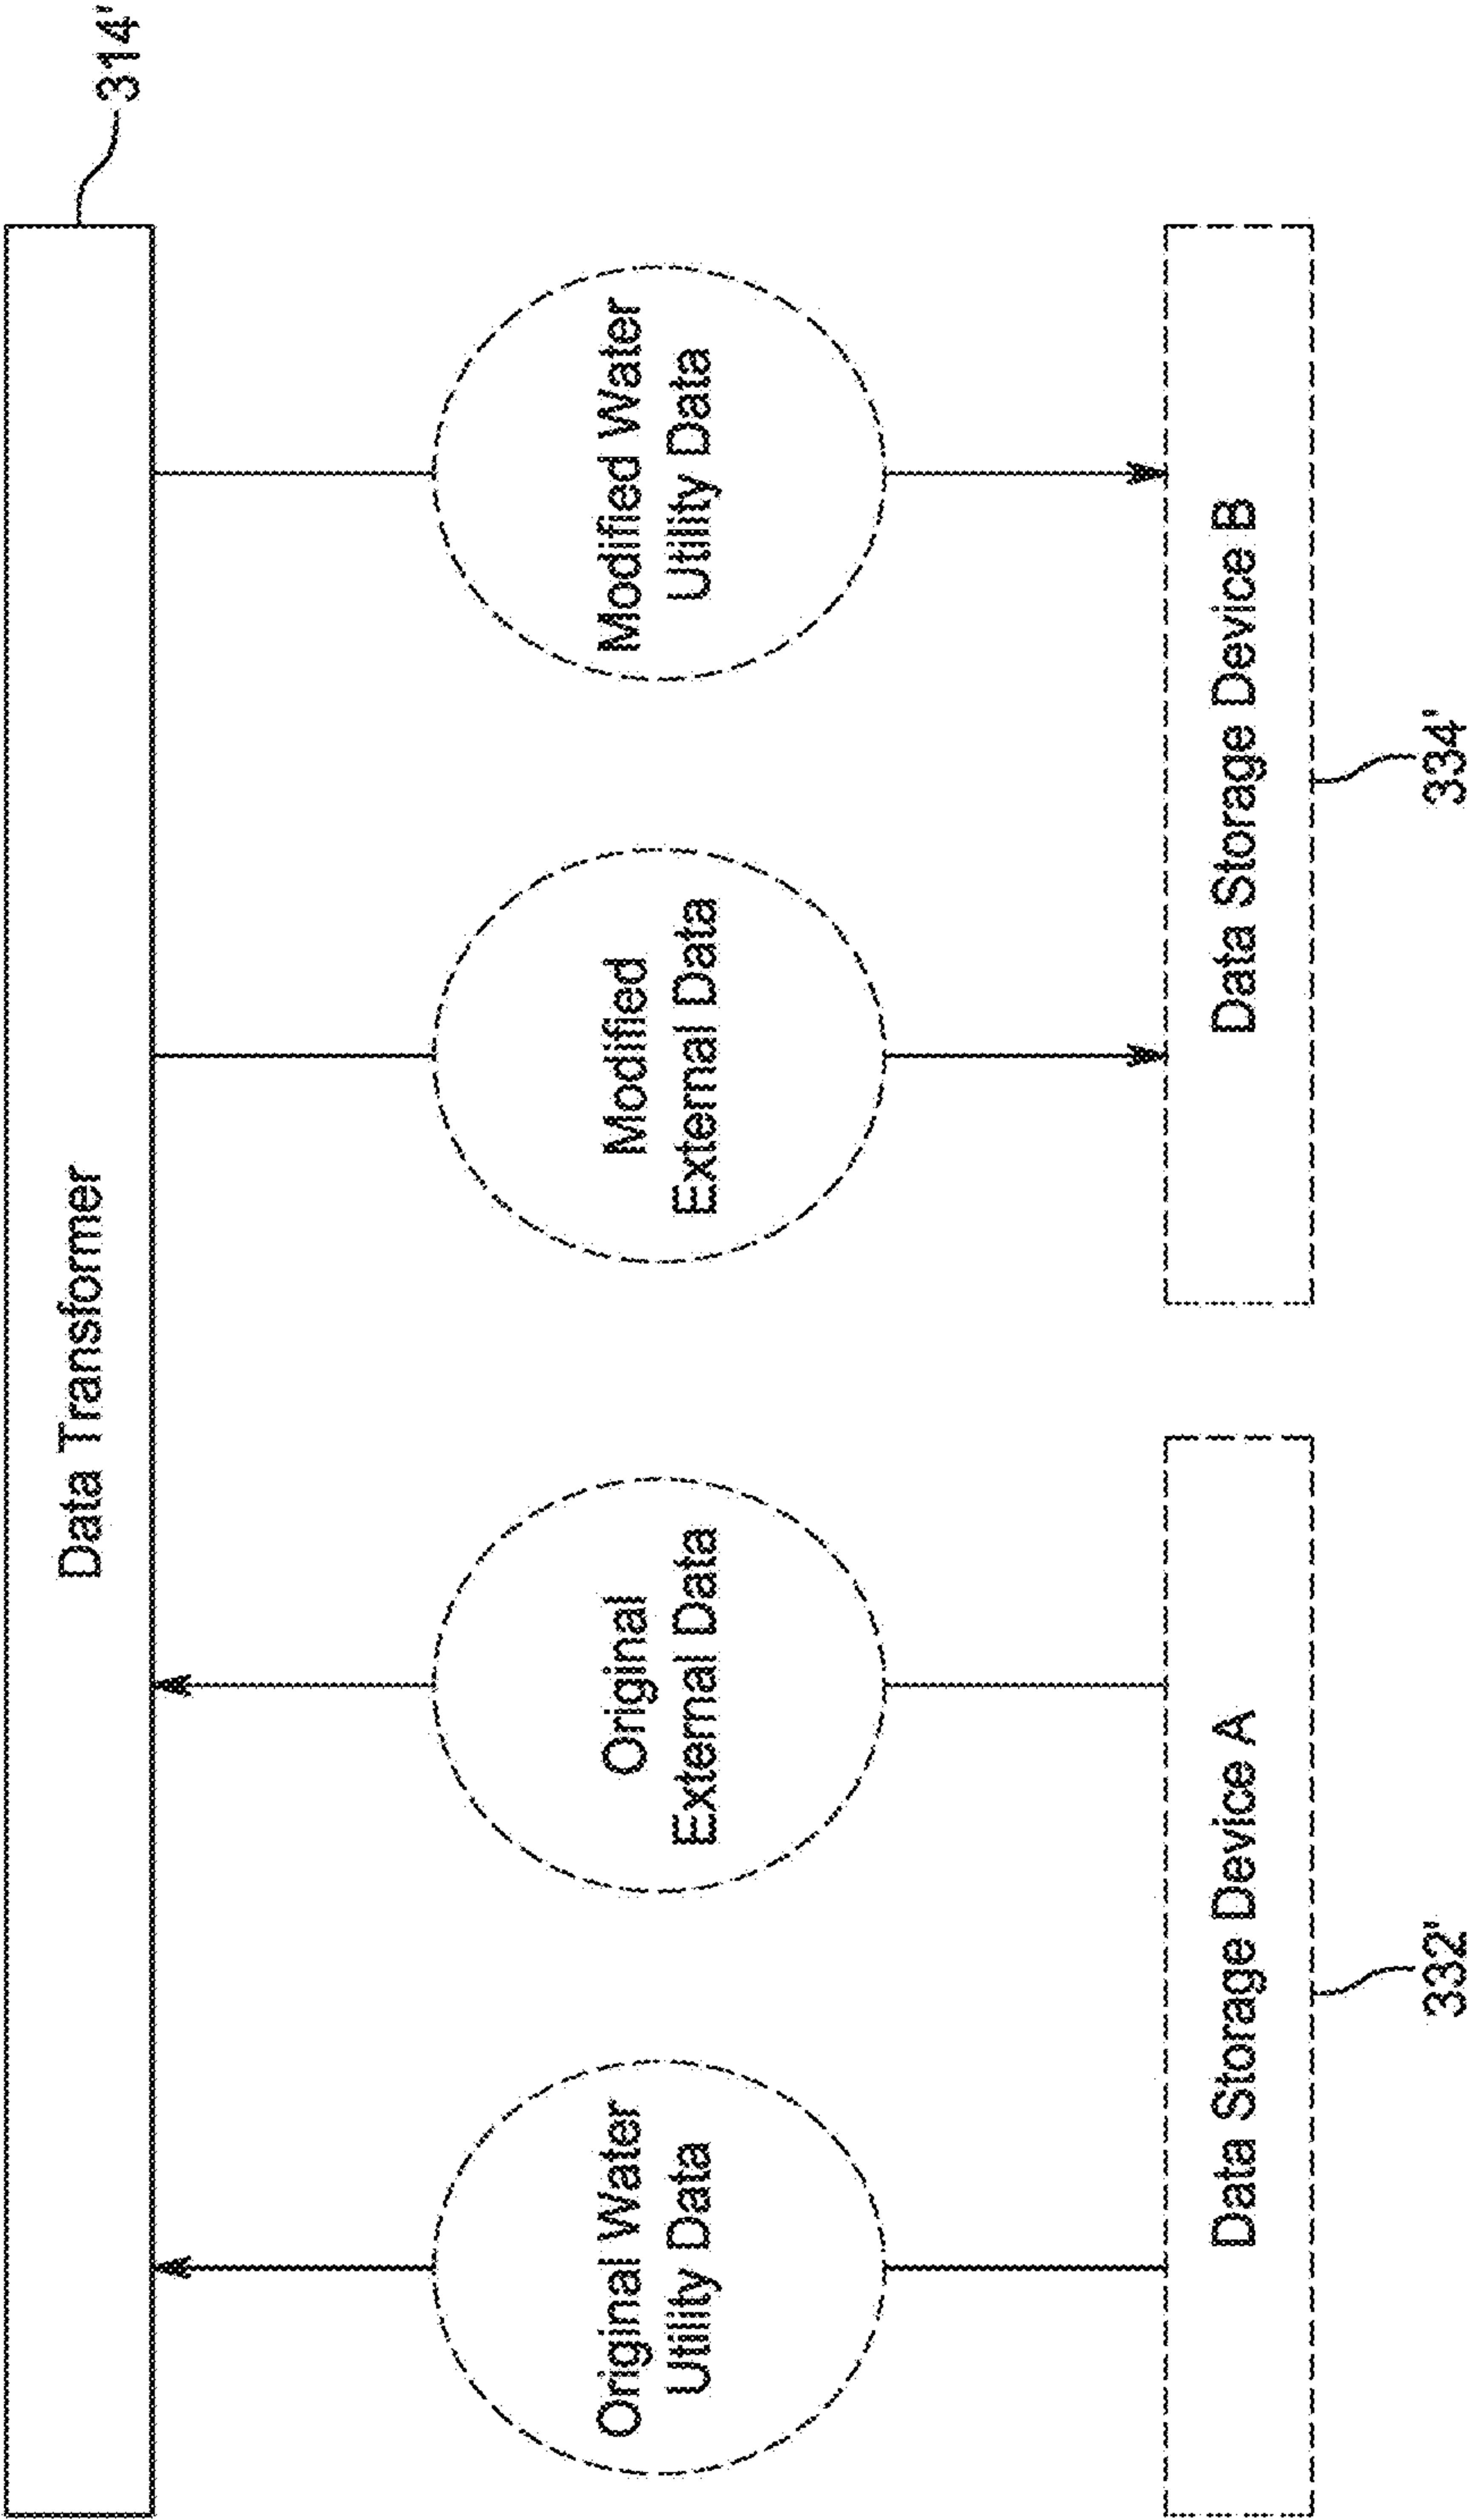 Data Transformer
314'
Original Water
Utility Data
Original
External Data
Modified
External Data
Modified Water
Utility Data
Data Storage Device A
Data Storage Device B
332'
334'